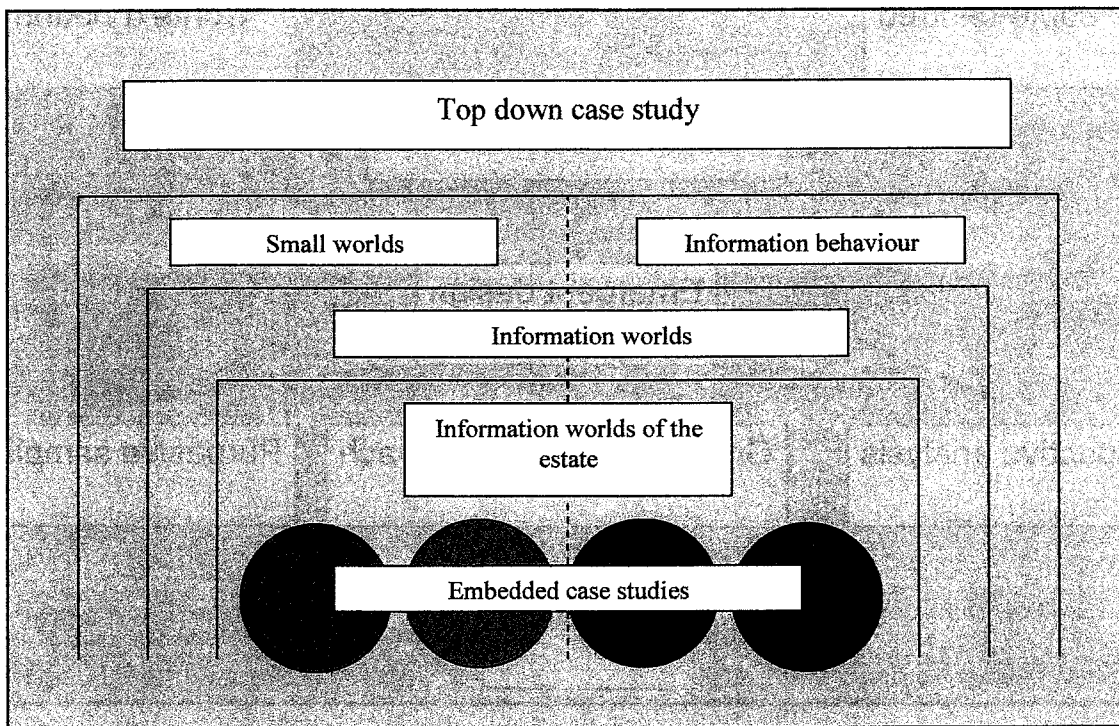 Top down case study
Small worlds
Information behaviour
Information worlds
Information worlds of the
estate
Embedded case studies